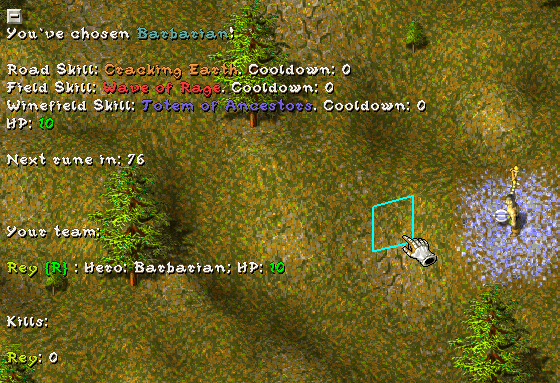 You've chosen Barbarian!
Road Skill: Cracking Earth, Cooldown: 0
Field Skill: Wave of Rage, Cooldown: 0
Winefield Skill: Totem of Ancestors, Cooldown: 0
HP: 10
Next rune in: 76
Your team:
Rey {R} : Hero: Barbarian; HP: 10
Kills:
Rey: 0